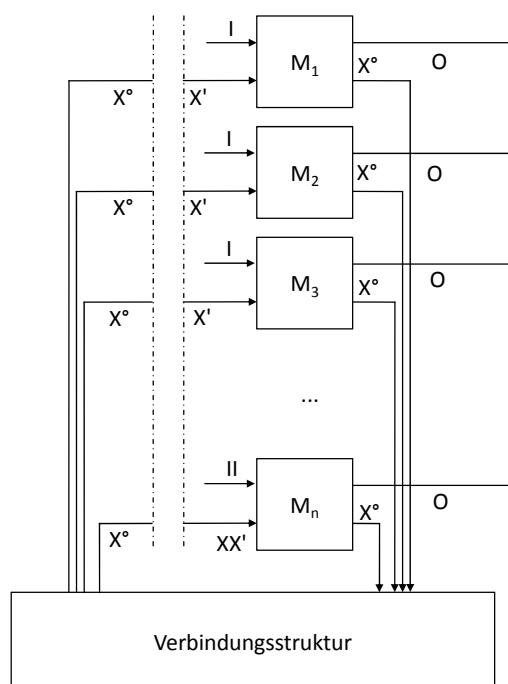 I
M₁
X°
O
X°
X'
I
M₂
X°
O
X°
X'
I
M₃
X°
O
X°
X'
...
II
Mₙ
X°
O
X°
XX'
Verbindungsstruktur